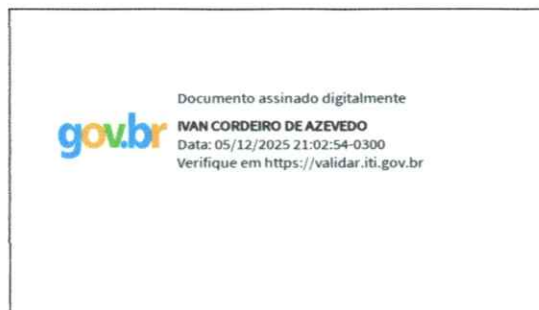 Documento assinado digitalmente
gov.br
IVAN CORDEIRO DE AZEVEDO
Data: 05/12/2025 21:02:54-0300
Verifique em https://validar.iti.gov.br